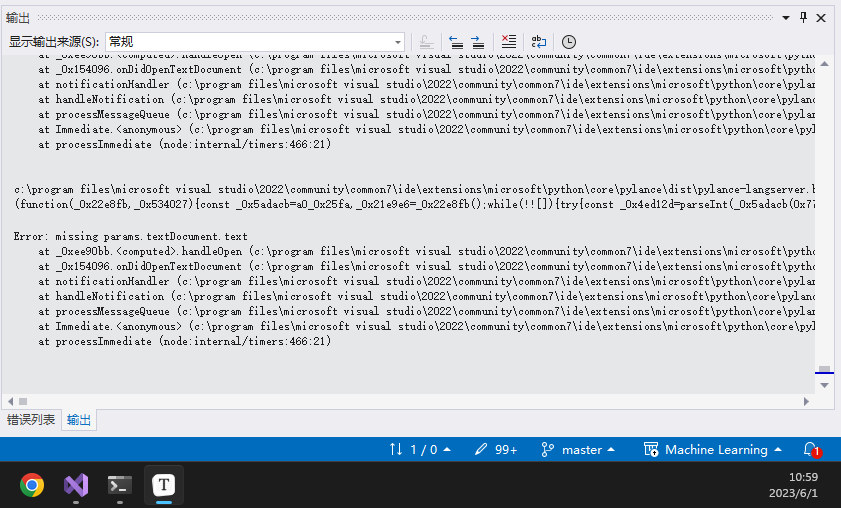 输出
显示输出来源(S): 常规
at _0xee90bb.<computed>.handleOpen (c:\program files\microsoft visual studio\2022\community\common7\ide\extensions\microsoft\python
at _0x154096.onDidOpenTextDocument (c:\program files\microsoft visual studio\2022\community\common7\ide\extensions\microsoft\pytho
at notificationHandler (c:\program files\microsoft visual studio\2022\community\common7\ide\extensions\microsoft\python\core\pylanc
at handleNotification (c:\program files\microsoft visual studio\2022\community\common7\ide\extensions\microsoft\python\core\pylanc
at processMessageQueue (c:\program files\microsoft visual studio\2022\community\common7\ide\extensions\microsoft\python\core\pylanc
at Immediate.<anonymous> (c:\program files\microsoft visual studio\2022\community\common7\ide\extensions\microsoft\python\core\pyl
at processImmediate (node:internal/timers:466:21)
c:\program files\microsoft visual studio\2022\community\common7\ide\extensions\microsoft\python\core\pylance\dist\pylance-langserver.b
(function(_0x22e8fb,_0x534027){const _0x5adacb=a0_0x25fa,_0x21e9e6=_0x22e8fb();while(!![]){try{const _0x4ed12d=parseInt(_0x5adacb(0x77
Error: missing params.textDocument.text
at _0xee90bb.<computed>.handleOpen (c:\program files\microsoft visual studio\2022\community\common7\ide\extensions\microsoft\python
at _0x154096.onDidOpenTextDocument (c:\program files\microsoft visual studio\2022\community\common7\ide\extensions\microsoft\pytho
at notificationHandler (c:\program files\microsoft visual studio\2022\community\common7\ide\extensions\microsoft\python\core\pylanc
at handleNotification (c:\program files\microsoft visual studio\2022\community\common7\ide\extensions\microsoft\python\core\pylanc
at processMessageQueue (c:\program files\microsoft visual studio\2022\community\common7\ide\extensions\microsoft\python\core\pylanc
at Immediate.<anonymous> (c:\program files\microsoft visual studio\2022\community\common7\ide\extensions\microsoft\python\core\pyl
at processImmediate (node:internal/timers:466:21)
错误列表 输出
1 / 0 99+ master Machine Learning 1
T
10:59
2023/6/1